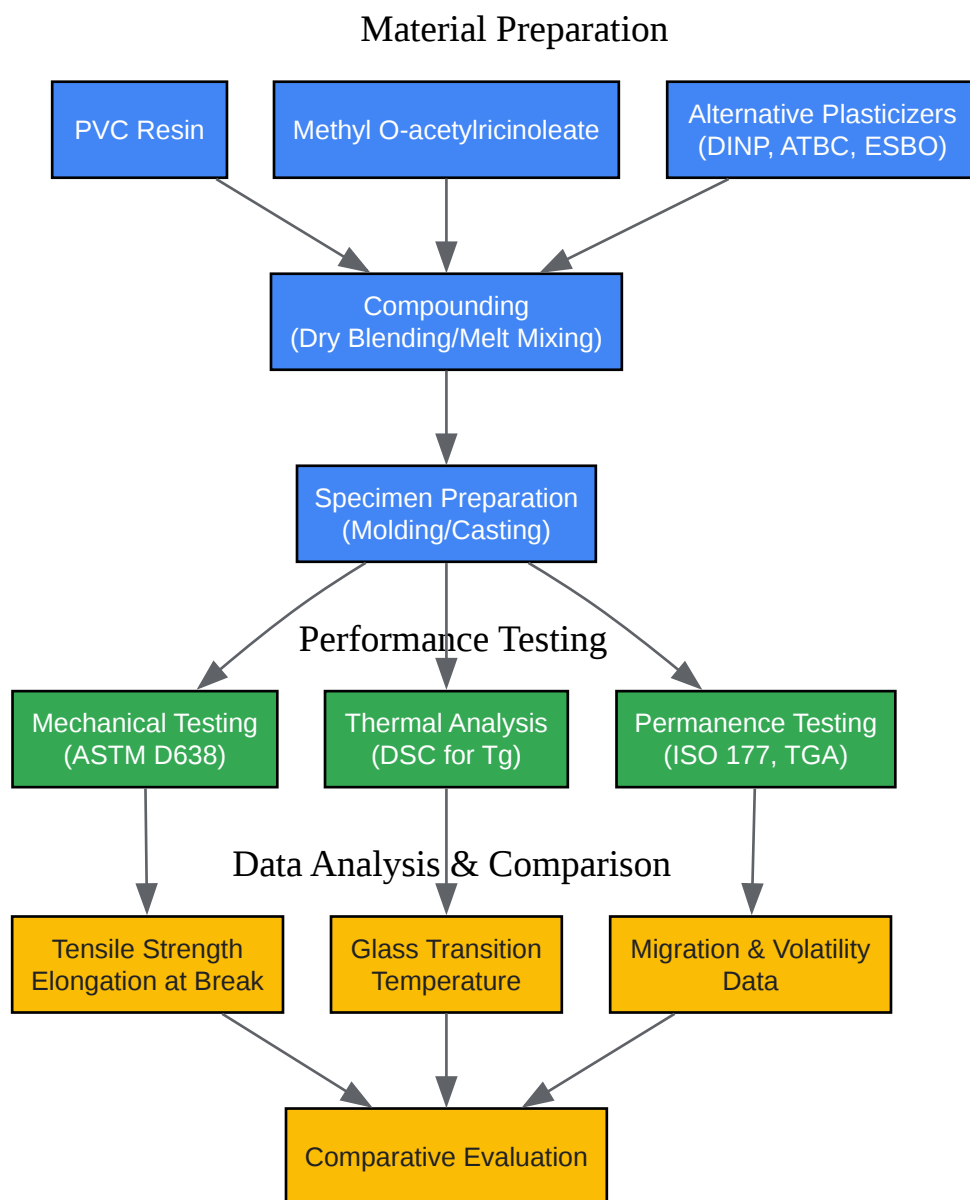 Material Preparation
PVC Resin
Methyl O-acetylricinoleate
Alternative Plasticizers
(DINP, ATBC, ESBO)
Compounding
(Dry Blending/Melt Mixing)
Specimen Preparation
(Molding/Casting)
Performance Testing
Mechanical Testing
(ASTM D638)
Thermal Analysis
(DSC for Tg)
Permanence Testing
(ISO 177, TGA)
Data Analysis & Comparison
Tensile Strength
Elongation at Break
Glass Transition
Temperature
Migration & Volatility
Data
Comparative Evaluation